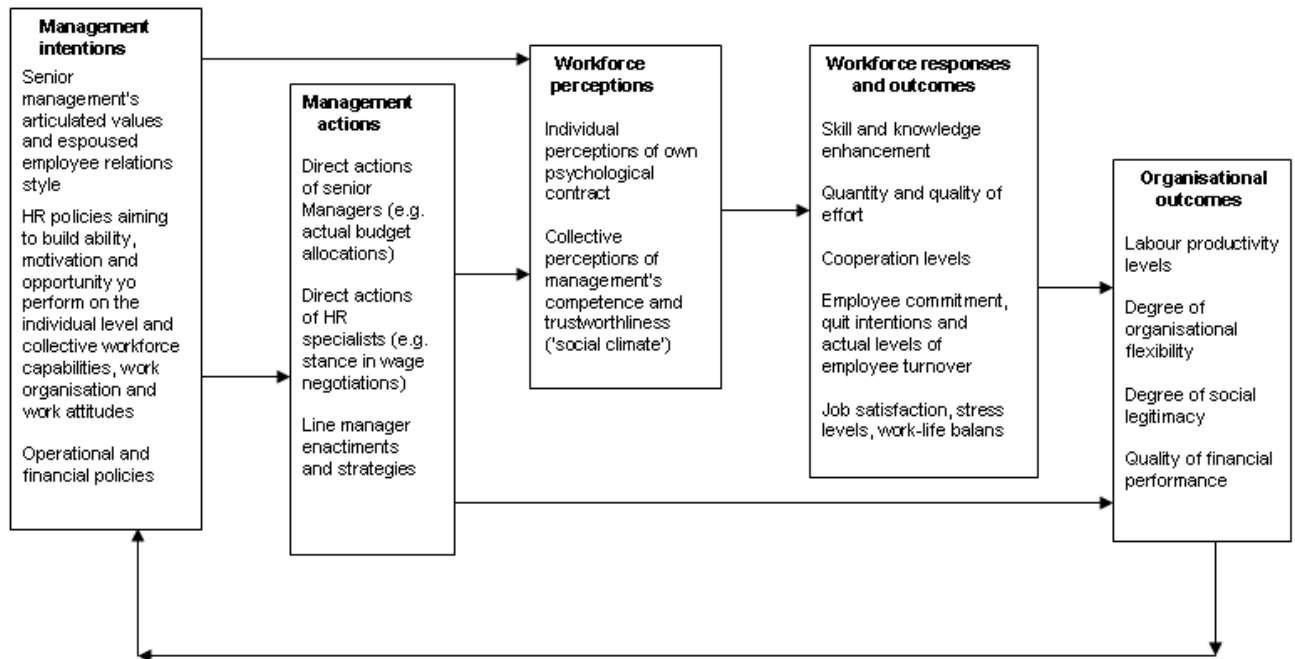 Management
intentions
Senior
management's
articulated values
and espoused
employee relations
style
HR policies aiming
to build ability,
motivation and
opportunity yo
perform on the
individual level and
collective workforce
capabilities, work
organisation and
work attitudes
Operational and
financial policies
Management
actions
Direct actions
of senior
Managers (e.g.
actual budget
allocations)
Direct actions
of HR
specialists (e.g.
stance in wage
negotiations)
Line manager
enactiments
and strategies
Workforce
perceptions
Individual
perceptions of own
psychological
contract
Collective
perceptions of
management's
competence amd
trustworthliness
('social climate')
Workforce responses
and outcomes
Skill and knowledge
enhancement
Quantity and quality of
effort
Cooperation levels
Employee commitment,
quit intentions and
actual levels of
employee turnover
Job satisfaction, stress
levels, work-life balans
Organisational
outcomes
Labour productivity
levels
Degree of
organisational
flexibility
Degree of social
legitimacy
Quality of financial
performance